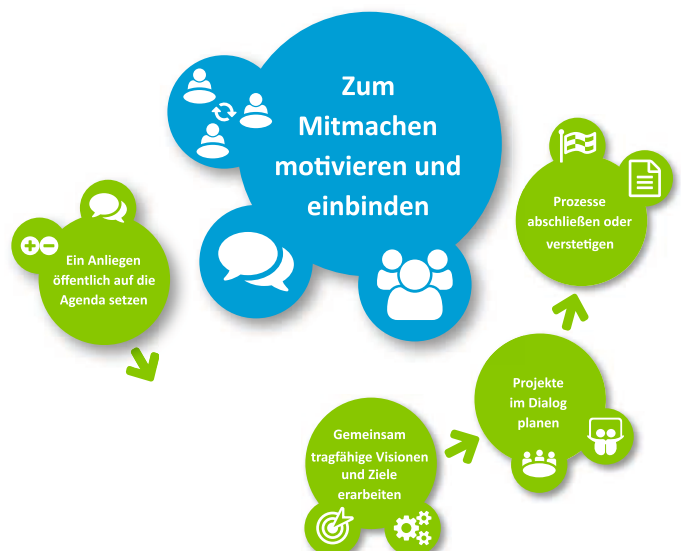 Zum
Mitmachen
motivieren und
einbinden
Ein Anliegen
öffentlich auf die
Agenda setzen
Prozesse
abschließen oder
verstetigen
Projekte
im Dialog
planen
Gemeinsam
tragfähige Visionen
und Ziele
erarbeiten